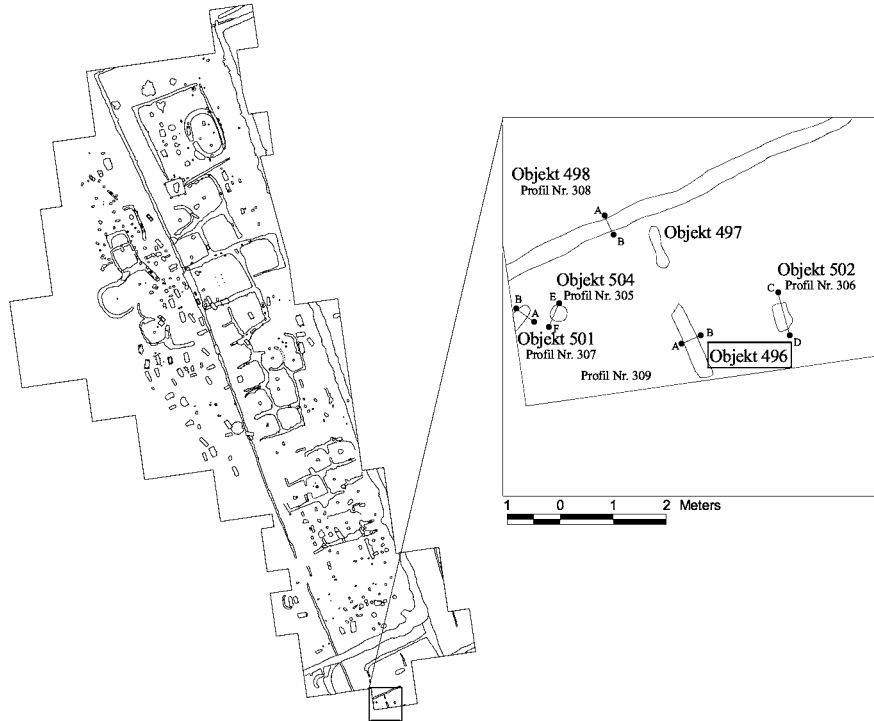 Objekt 498
Profil Nr. 308
A
B
Objekt 497
Objekt 504
Profil Nr. 305
E
F
B
A
Objekt 501
Profil Nr. 307
Objekt 502
Profil Nr. 306
C
D
A
B
Objekt 496
Profil Nr. 309
1 0 1 2 Meters